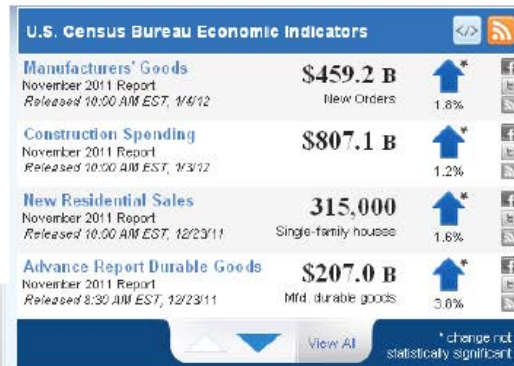 U.S. Census Bureau Economic Indicators
</>
Manufacturers' Goods
November 2011 Report
Released 10:00 AM EST, 1/4/12
$459.2 B
New Orders
*
1.8%
Construction Spending
November 2011 Report
Released 10:00 AM EST, 1/3/12
$807.1 B
*
1.2%
New Residential Sales
November 2011 Report
Released 10:00 AM EST, 12/23/11
315,000
Single-family houses
*
1.6%
Advance Report Durable Goods
November 2011 Report
Released 8:30 AM EST, 12/23/11
$207.0 B
Mfd. durable goods
*
3.8%
View All
* change not
statistically significant